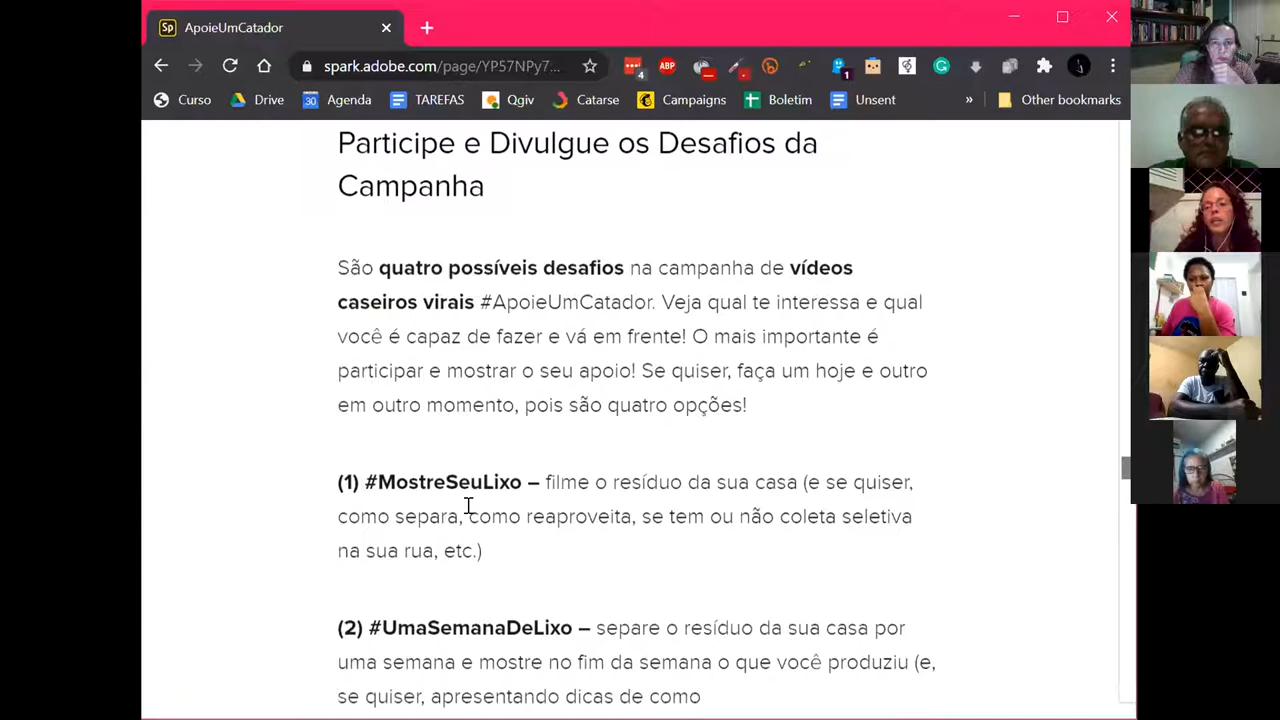 Sp ApoieUmCatador
spark.adobe.com/page/YP57NPy7...
4 ABP 1
Curso Drive 30 Agenda TAREFAS Qgiv Catarse Campaigns Boletim Unsent » Other bookmarks
Participe e Divulgue os Desafios da
Campanha
São quatro possíveis desafios na campanha de vídeos
caseiros virais #ApoieUmCatador. Veja qual te interessa e qual
você é capaz de fazer e vá em frente! O mais importante é
participar e mostrar o seu apoio! Se quiser, faça um hoje e outro
em outro momento, pois são quatro opções!
(1) #MostreSeuLixo – filme o resíduo da sua casa (e se quiser,
como separa, como reaproveita, se tem ou não coleta seletiva
na sua rua, etc.)
(2) #UmaSemanaDeLixo – separe o resíduo da sua casa por
uma semana e mostre no fim da semana o que você produziu (e,
se quiser, apresentando dicas de como